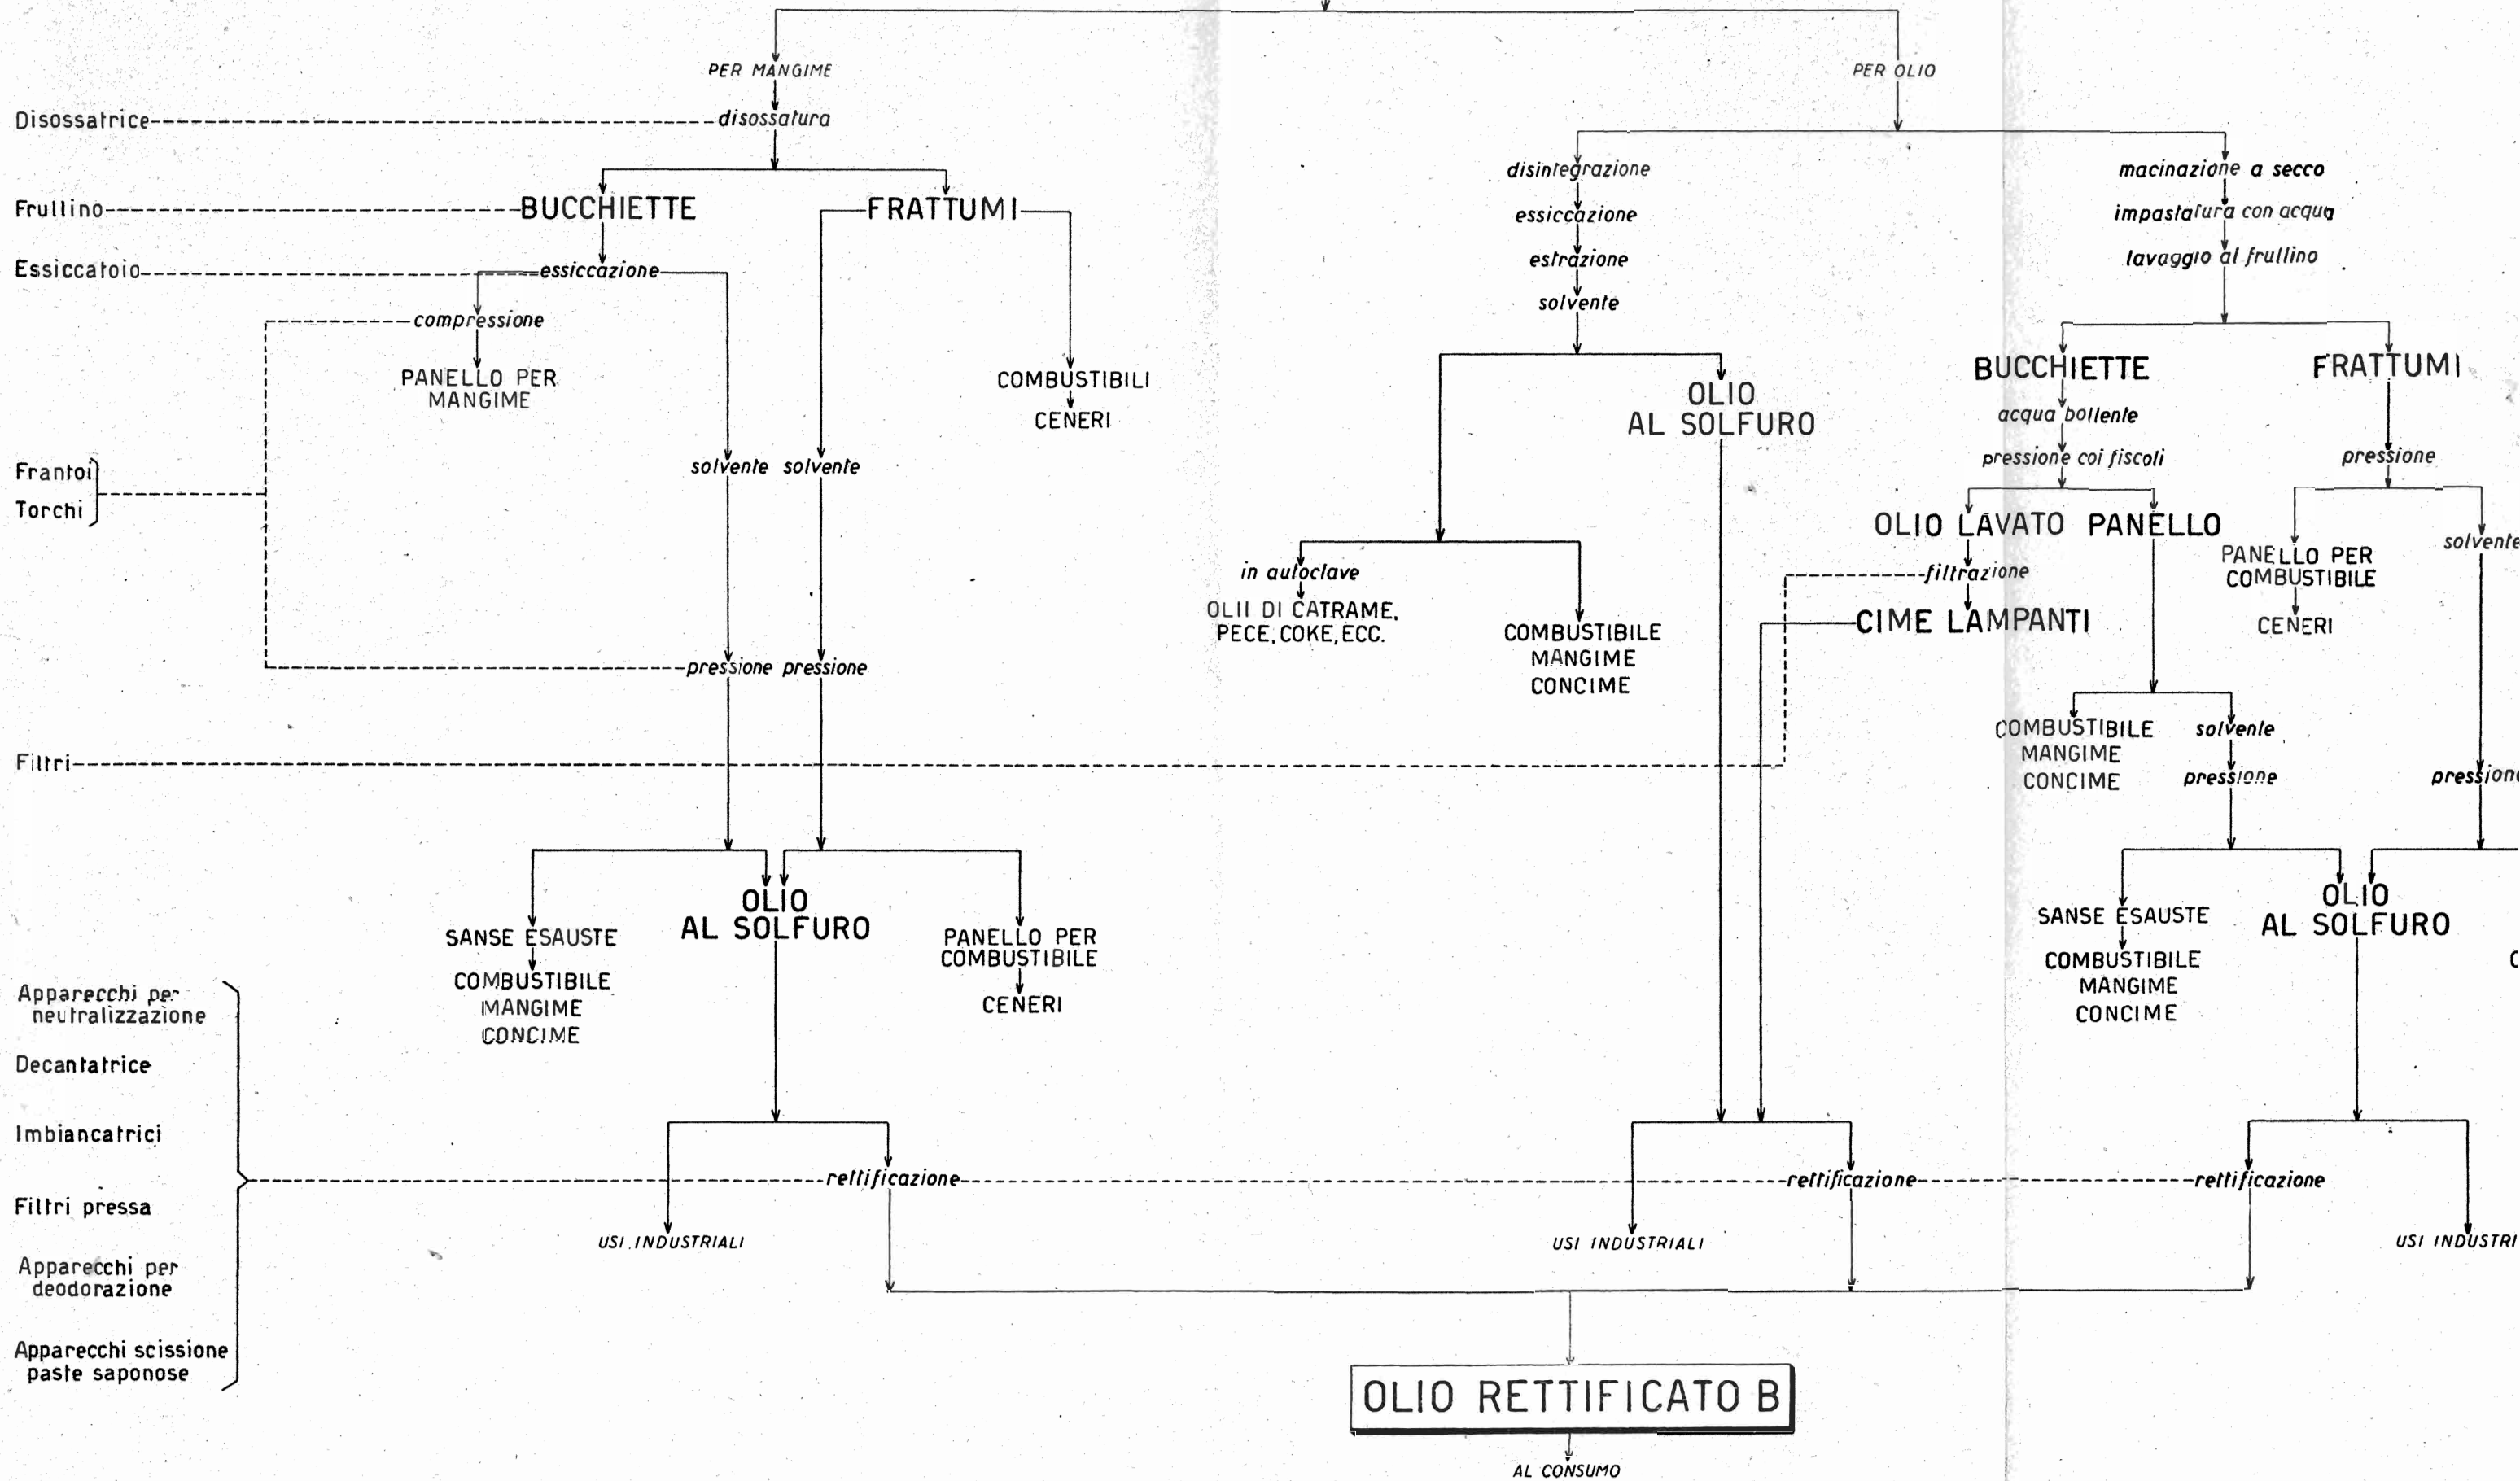 PER MANGIME
PER OLIO
Disossatrice
disossatura
disintegrazione
macinazione a secco
Frullino
BUCCHIETTE
FRATTUMI
essiccazione
impastatura con acqua
Essiccatoio
essiccazione
estrazione
lavaggio al frullino
solvente
compressione
PANELLO PER
MANGIME
COMBUSTIBILI
CENERI
OLIO
AL SOLFURO
BUCCHIETTE
FRATTUMI
acqua bollente
pressione coi fiscoli
pressione
Frantoi
Torchi
solvente
solvente
OLIO LAVATO
PANELLO
solvente
PANELLO PER
COMBUSTIBILE
CENERI
in autoclave
OLII DI CATRAME,
PECE, COKE, ECC.
COMBUSTIBILE
MANGIME
CONCIME
filtrazione
CIME LAMPANTI
pressione
pressione
COMBUSTIBILE
MANGIME
CONCIME
solvente
pressione
pression
Filtri
SANSE ESAUSTE
COMBUSTIBILE
MANGIME
CONCIME
OLIO
AL SOLFURO
PANELLO PER
COMBUSTIBILE
CENERI
SANSE ESAUSTE
COMBUSTIBILE
MANGIME
CONCIME
OLIO
AL SOLFURO
Apparecchi per
neutralizzazione
Decantatrice
Imbiancatrici
Filtri pressa
Apparecchi per
deodorazione
Apparecchi scissione
paste saponose
rettificazione
rettificazione
rettificazione
USI INDUSTRIALI
USI INDUSTRIALI
USI INDUSTRI
OLIO RETTIFICATO B
AL CONSUMO